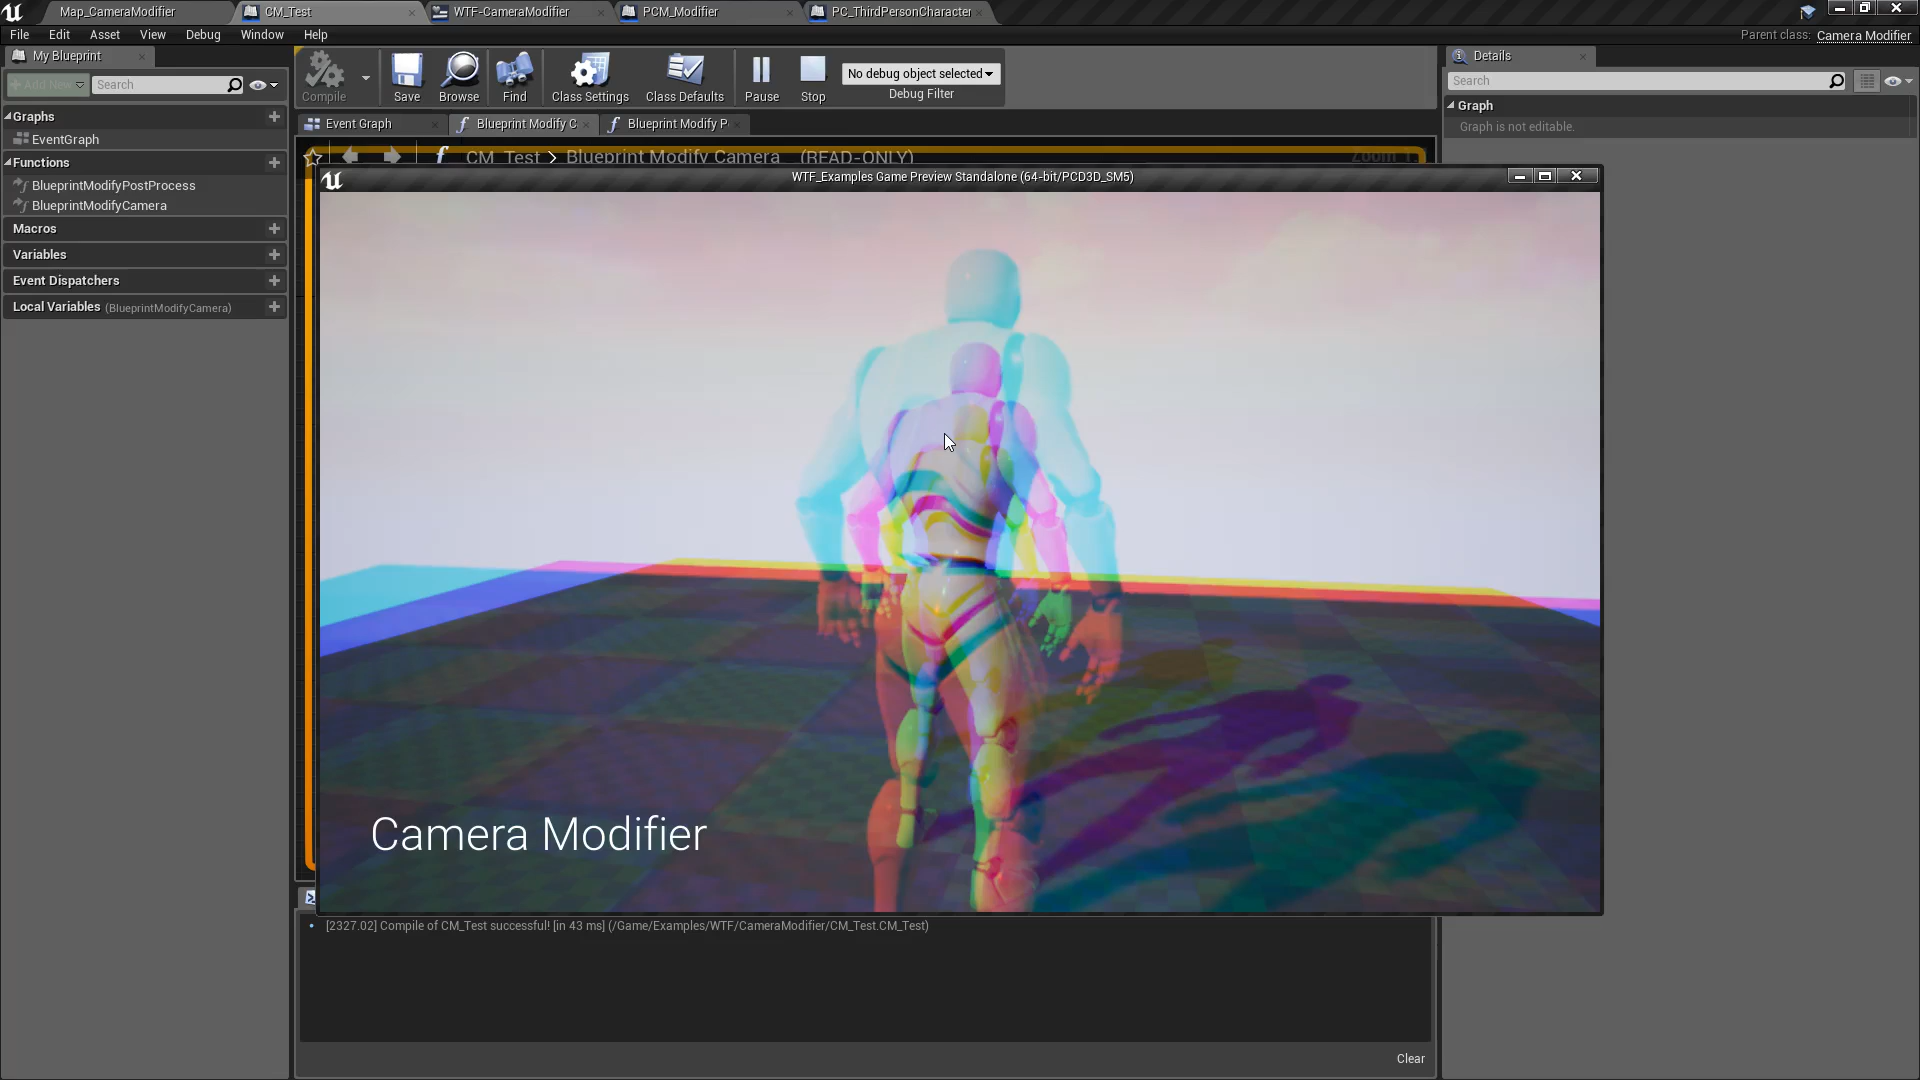 Map_CameraModifier
CM_Test
WTF-CameraModifier
PCM_Modifier
PC_ThirdPersonCharacter
File Edit Asset View Debug Window Help
Parent class: Camera Modifier
My Blueprint
Add New
Search
Compile
Save
Browse
Find
Class Settings
Class Defaults
Pause
Stop
No debug object selected
Debug Filter
Details
Search
Graph
Graph is not editable.
Graphs
EventGraph
Functions
BlueprintModifyPostProcess
BlueprintModifyCamera
Macros
Variables
Event Dispatchers
Local Variables (BlueprintModifyCamera)
Event Graph
Blueprint Modify C
Blueprint Modify P
CM_Test > Blueprint Modify Camera (READ-ONLY)
Zoom 1
WTF_Examples Game Preview Standalone (64-bit/PCD3D_SM5)
Camera Modifier
[2327.02] Compile of CM_Test successful! [in 43 ms] (/Game/Examples/WTF/CameraModifier/CM_Test.CM_Test)
Clear